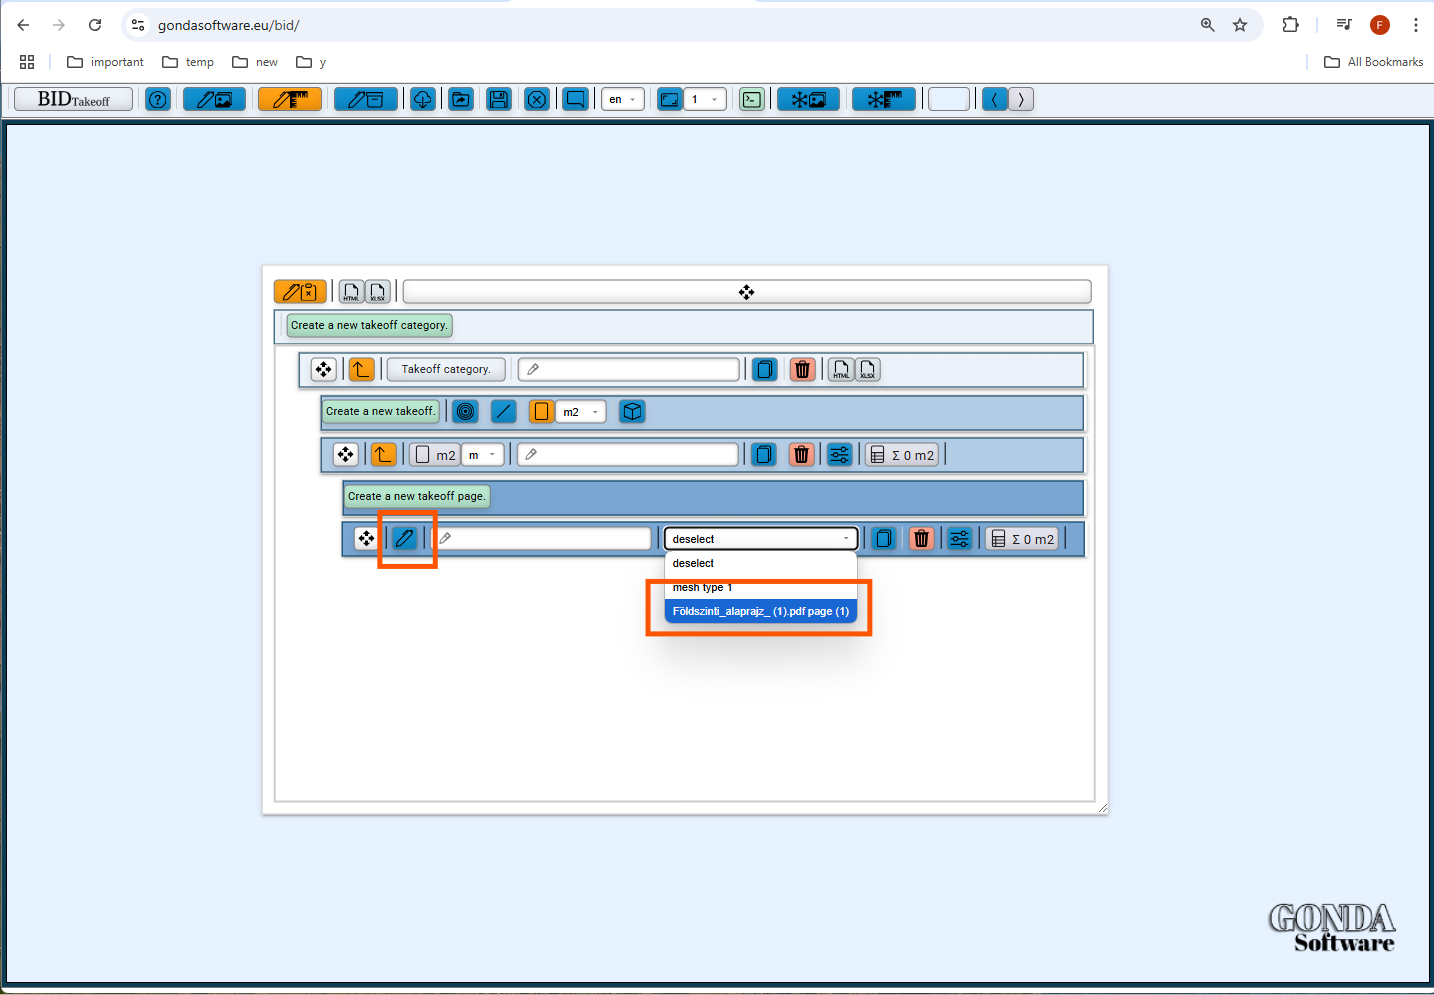 gondasoftware.eu/bid/
F
important temp new y All Bookmarks
BID Takeoff en 1
HTML XLSX
Create a new takeoff category.
Takeoff category. HTML XLSX
Create a new takeoff. m2
m2 m Σ 0 m2
Create a new takeoff page.
deselect Σ 0 m2
deselect
mesh type 1
Földszinti_alaprajz_ (1).pdf page (1)
GONDA
Software